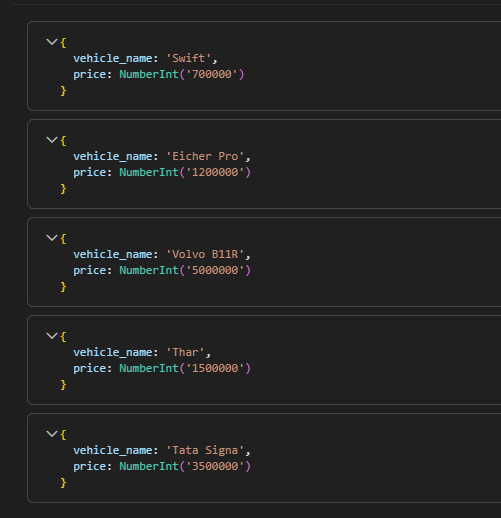 {
vehicle_name: 'Swift',
price: NumberInt('700000')
}
{
vehicle_name: 'Eicher Pro',
price: NumberInt('1200000')
}
{
vehicle_name: 'Volvo B11R',
price: NumberInt('5000000')
}
{
vehicle_name: 'Thar',
price: NumberInt('1500000')
}
{
vehicle_name: 'Tata Signa',
price: NumberInt('3500000')
}